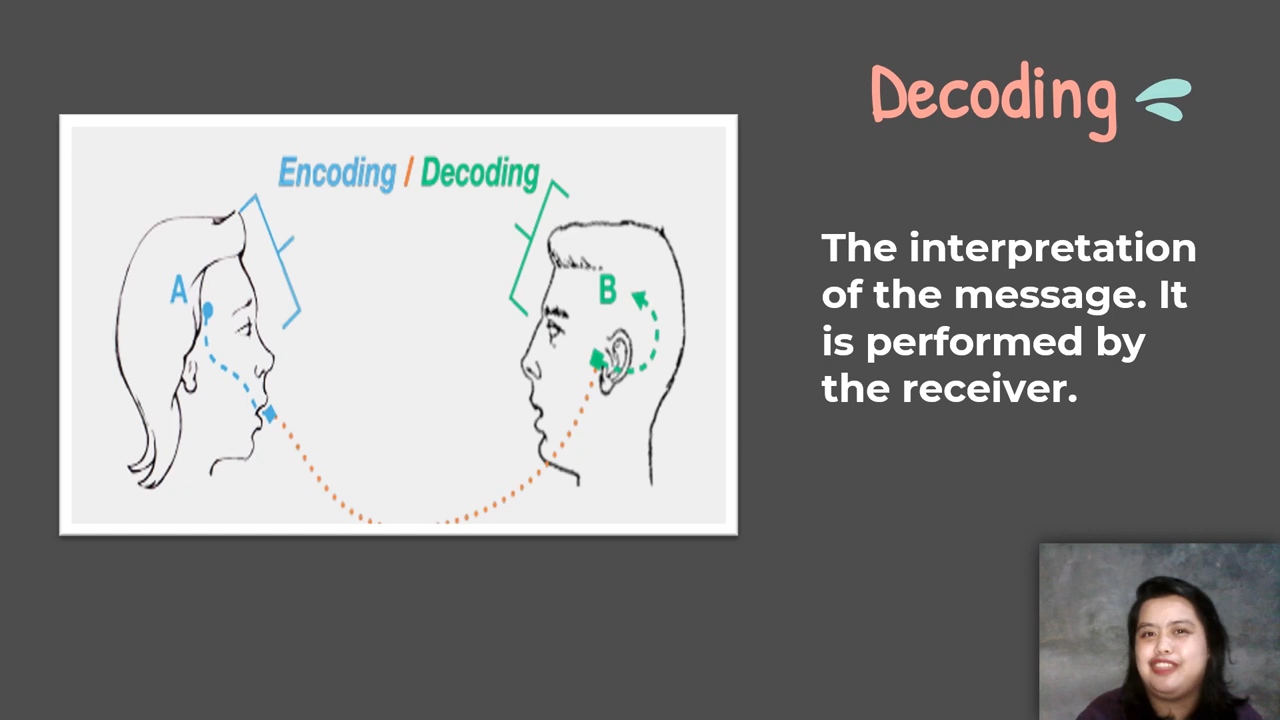 Decoding
Encoding / Decoding
A
B
The interpretation
of the message. It
is performed by
the receiver.